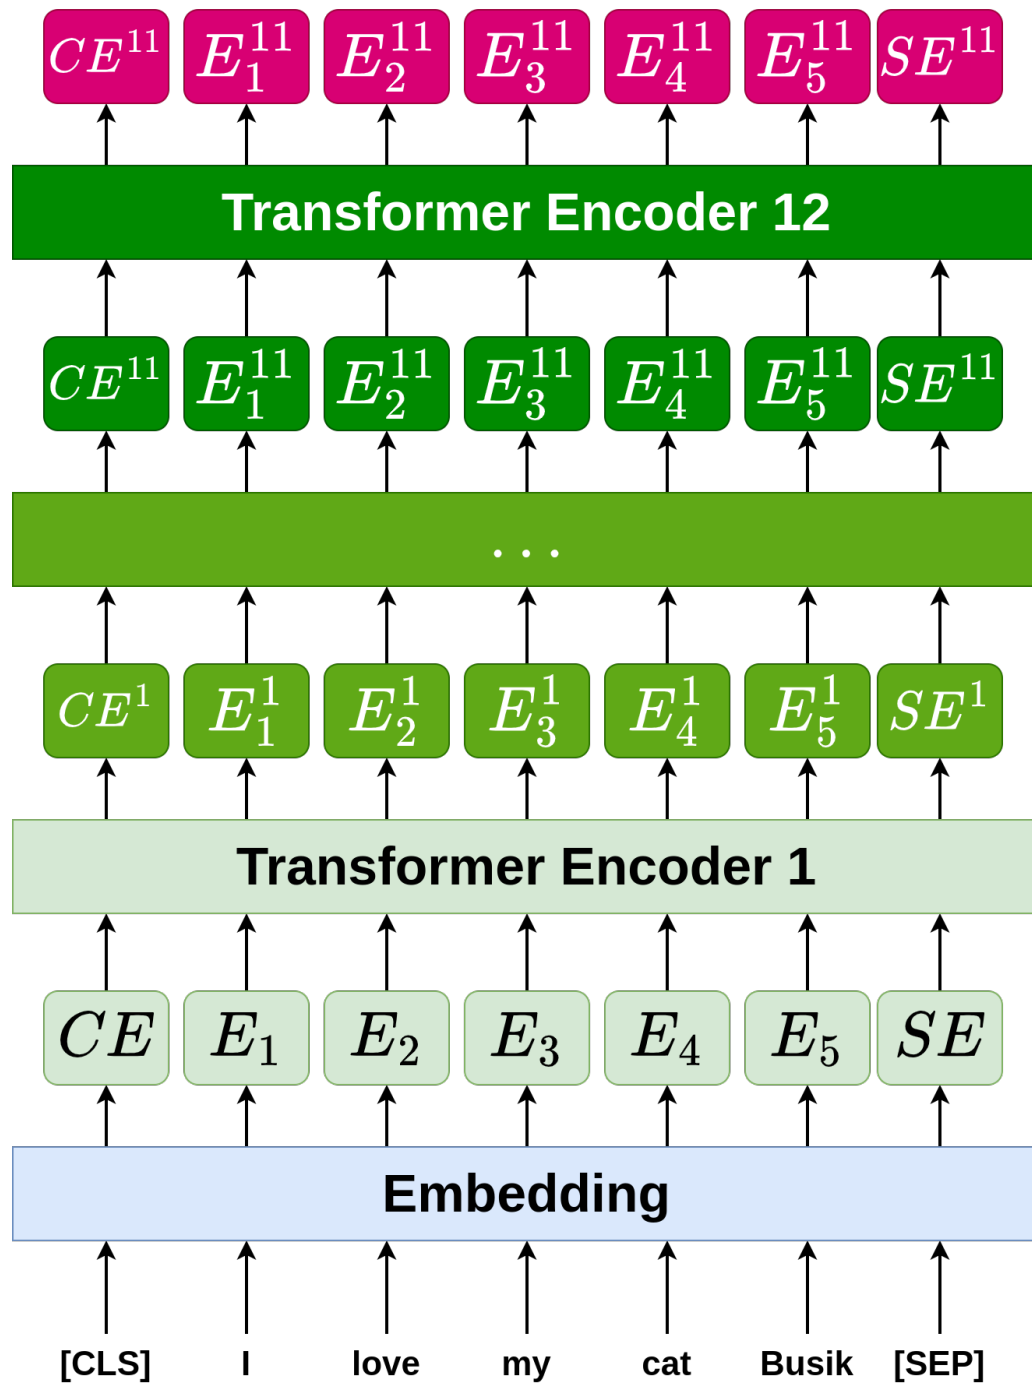 CE^{11} E_1^{11} E_2^{11} E_3^{11} E_4^{11} E_5^{11} SE^{11}
Transformer Encoder 12
CE^{11} E_1^{11} E_2^{11} E_3^{11} E_4^{11} E_5^{11} SE^{11}
...
CE^1 E_1^1 E_2^1 E_3^1 E_4^1 E_5^1 SE^1
Transformer Encoder 1
CE E_1 E_2 E_3 E_4 E_5 SE
Embedding
[CLS] I love my cat Busik [SEP]